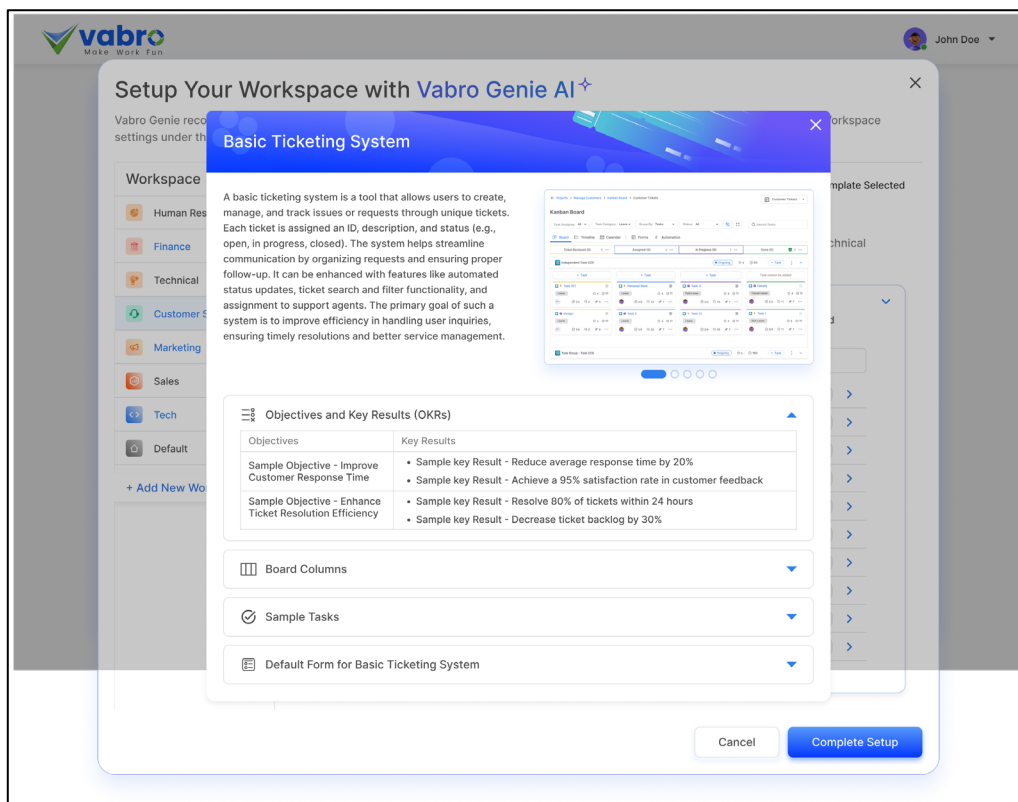 vabro
Make Work Fun
John Doe
Setup Your Workspace with Vabro Genie AI
Vabro Genie reco
orkspace
settings under th
Workspace
mplate Selected
Human Res
Finance
Technical
chnical
Customer S
Marketing
Sales
Tech
Default
+ Add New Wo
Basic Ticketing System
A basic ticketing system is a tool that allows users to create,
manage, and track issues or requests through unique tickets.
Each ticket is assigned an ID, description, and status (e.g.,
open, in progress, closed). The system helps streamline
communication by organizing requests and ensuring proper
follow-up. It can be enhanced with features like automated
status updates, ticket search and filter functionality, and
assignment to support agents. The primary goal of such a
system is to improve efficiency in handling user inquiries,
ensuring timely resolutions and better service management.
Kanban Board
Board Timeline Calendar Forms Automation
Objectives and Key Results (OKRs)
Objectives Key Results
Sample Objective - Improve
Customer Response Time
• Sample key Result - Reduce average response time by 20%
• Sample key Result - Achieve a 95% satisfaction rate in customer feedback
Sample Objective - Enhance
Ticket Resolution Efficiency
• Sample key Result - Resolve 80% of tickets within 24 hours
• Sample key Result - Decrease ticket backlog by 30%
Board Columns
Sample Tasks
Default Form for Basic Ticketing System
Cancel
Complete Setup